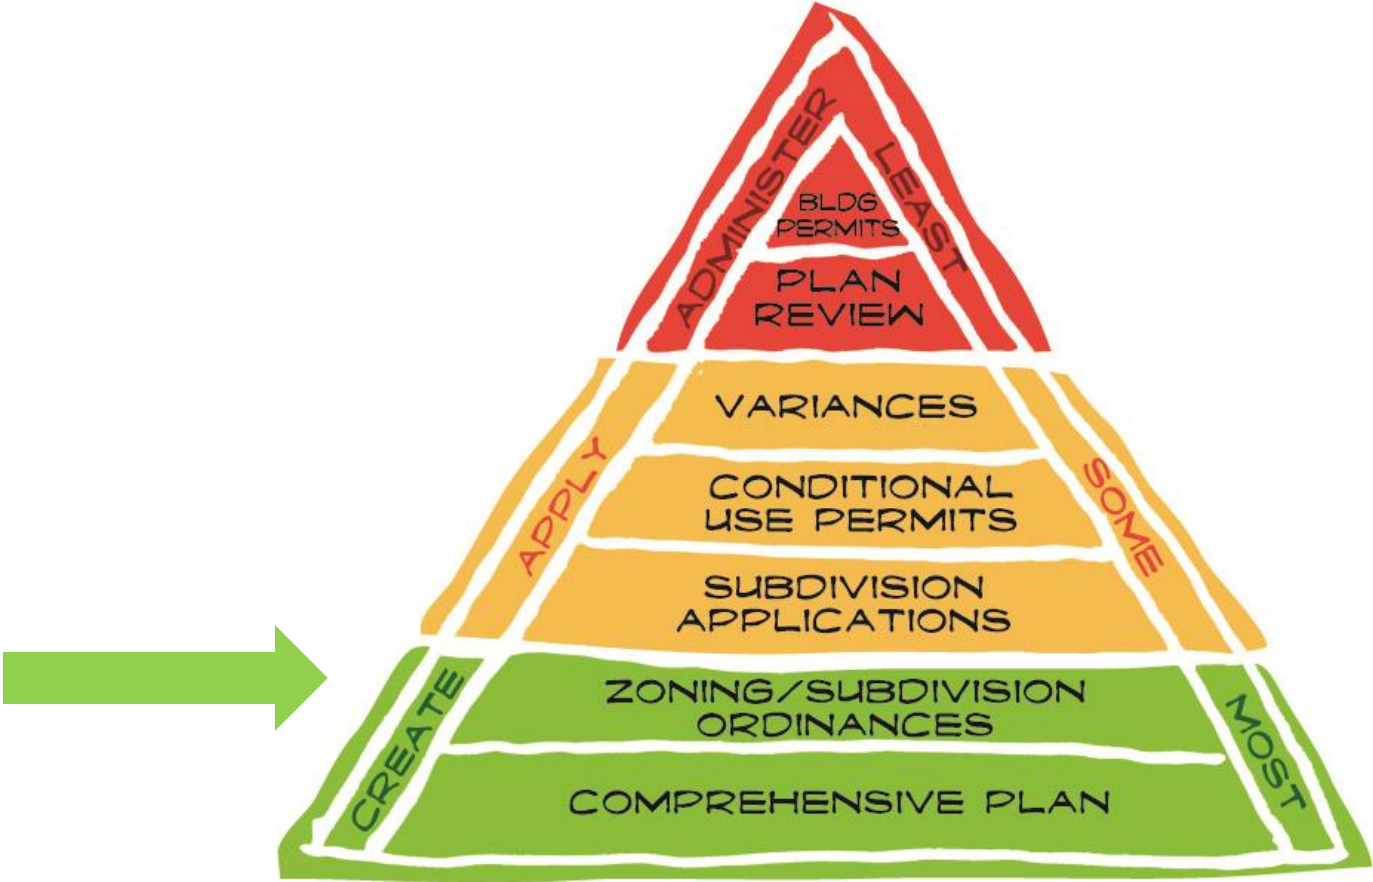 ADMINISTER
LEAST
BLDG
PERMITS
PLAN
REVIEW
APPLY
SOME
VARIANCES
CONDITIONAL
USE PERMITS
SUBDIVISION
APPLICATIONS
CREATE
MOST
ZONING/SUBDIVISION
ORDINANCES
COMPREHENSIVE PLAN